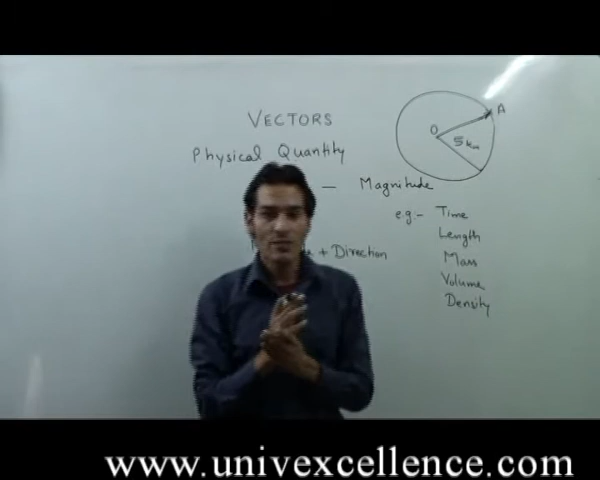 VECTORS
Physical Quantity
A
O
5 km
— Magnitude
e.g:- Time
Length
Mass
Volume
Density
+ Direction
www.univexcellence.com